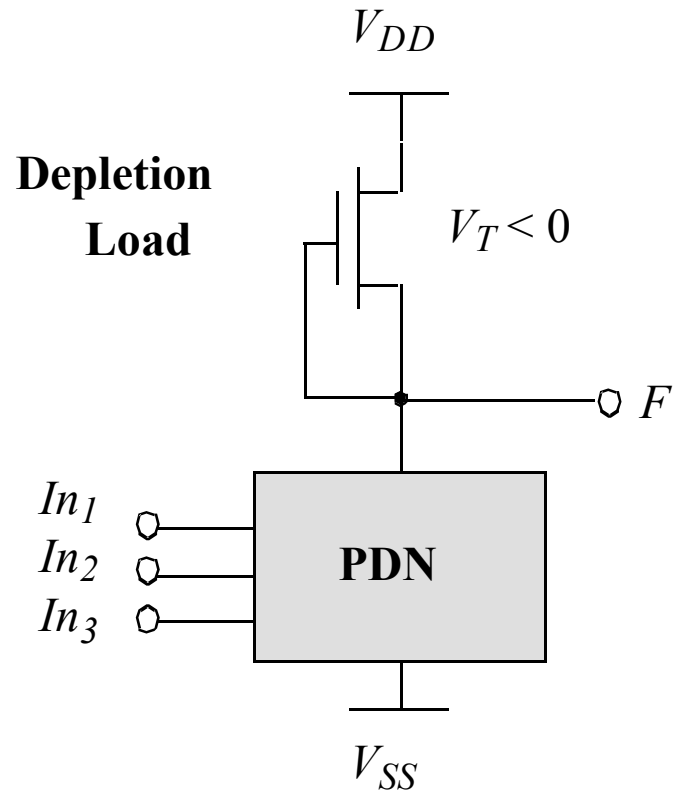 V_DD
Depletion
Load
V_T < 0
F
In_1
In_2
In_3
PDN
V_SS